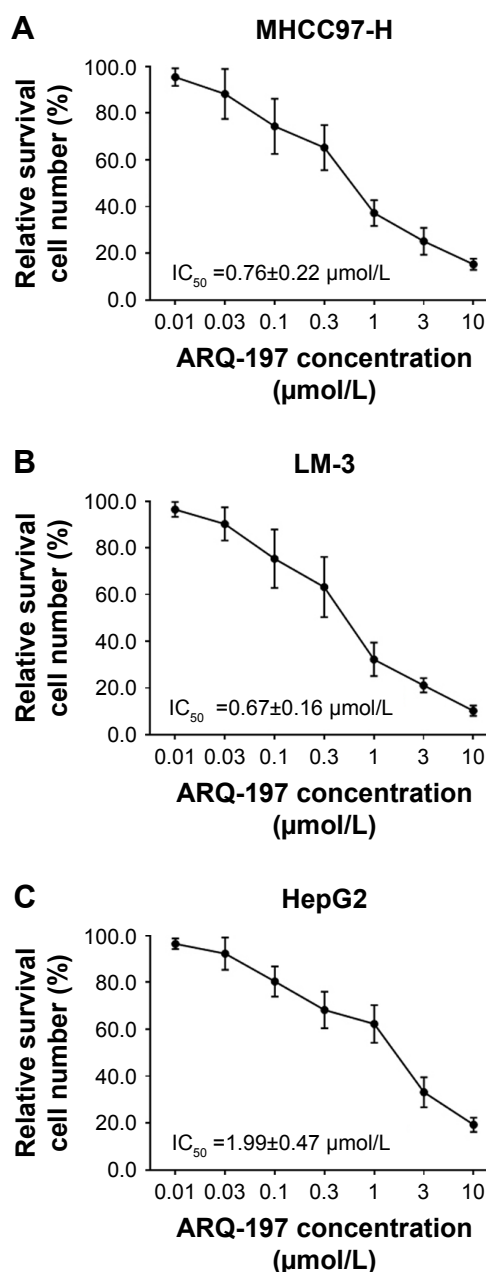 A
MHCC97-H
Relative survival
cell number (%)
100.0
80.0
60.0
40.0
20.0
0.0
IC50 =0.76±0.22 µmol/L
0.01 0.03 0.1 0.3 1 3 10
ARQ-197 concentration
(µmol/L)
B
LM-3
Relative survival
cell number (%)
100.0
80.0
60.0
40.0
20.0
0.0
IC50 =0.67±0.16 µmol/L
0.01 0.03 0.1 0.3 1 3 10
ARQ-197 concentration
(µmol/L)
C
HepG2
Relative survival
cell number (%)
100.0
80.0
60.0
40.0
20.0
0.0
IC50 =1.99±0.47 µmol/L
0.01 0.03 0.1 0.3 1 3 10
ARQ-197 concentration
(µmol/L)